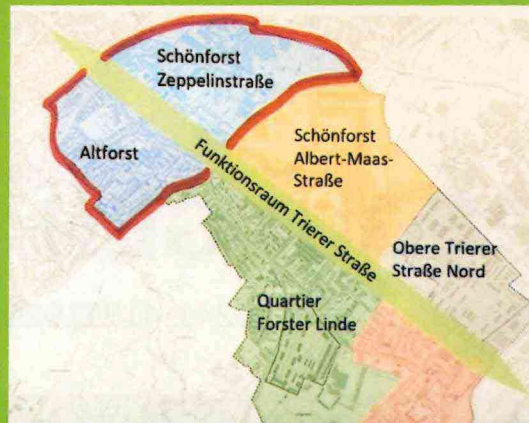 Schönforst
Zeppelinstraße
Altforst
Schönforst
Albert-Maas-
Straße
Funktionsraum Trierer Straße
Obere Trierer
Straße Nord
Quartier
Forster Linde